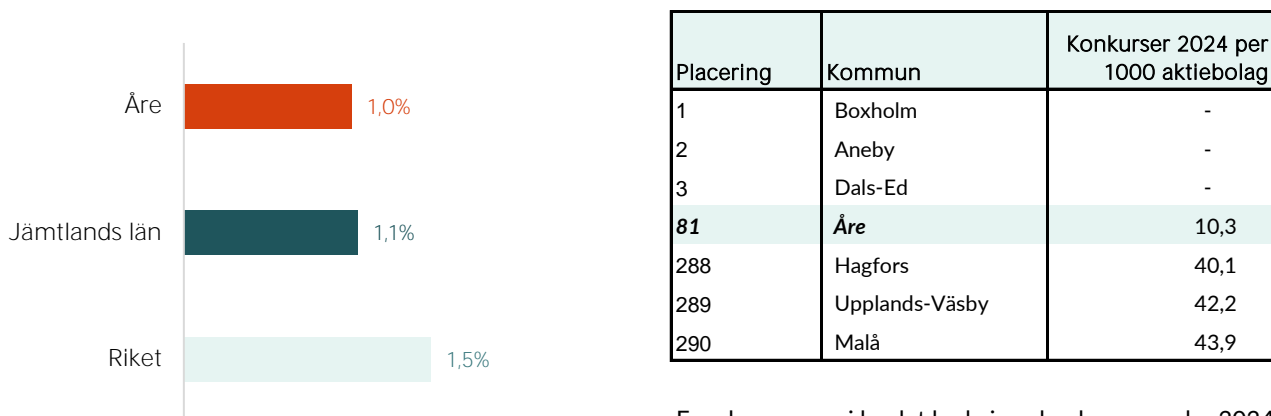 Åre 1,0%
Jämtlands län 1,1%
Riket 1,5%
Placering Kommun Konkurser 2024 per
1000 aktiebolag
1 Boxholm -
2 Aneby -
3 Dals-Ed -
81 Åre 10,3
288 Hagfors 40,1
289 Upplands-Väsby 42,2
290 Malå 43,9